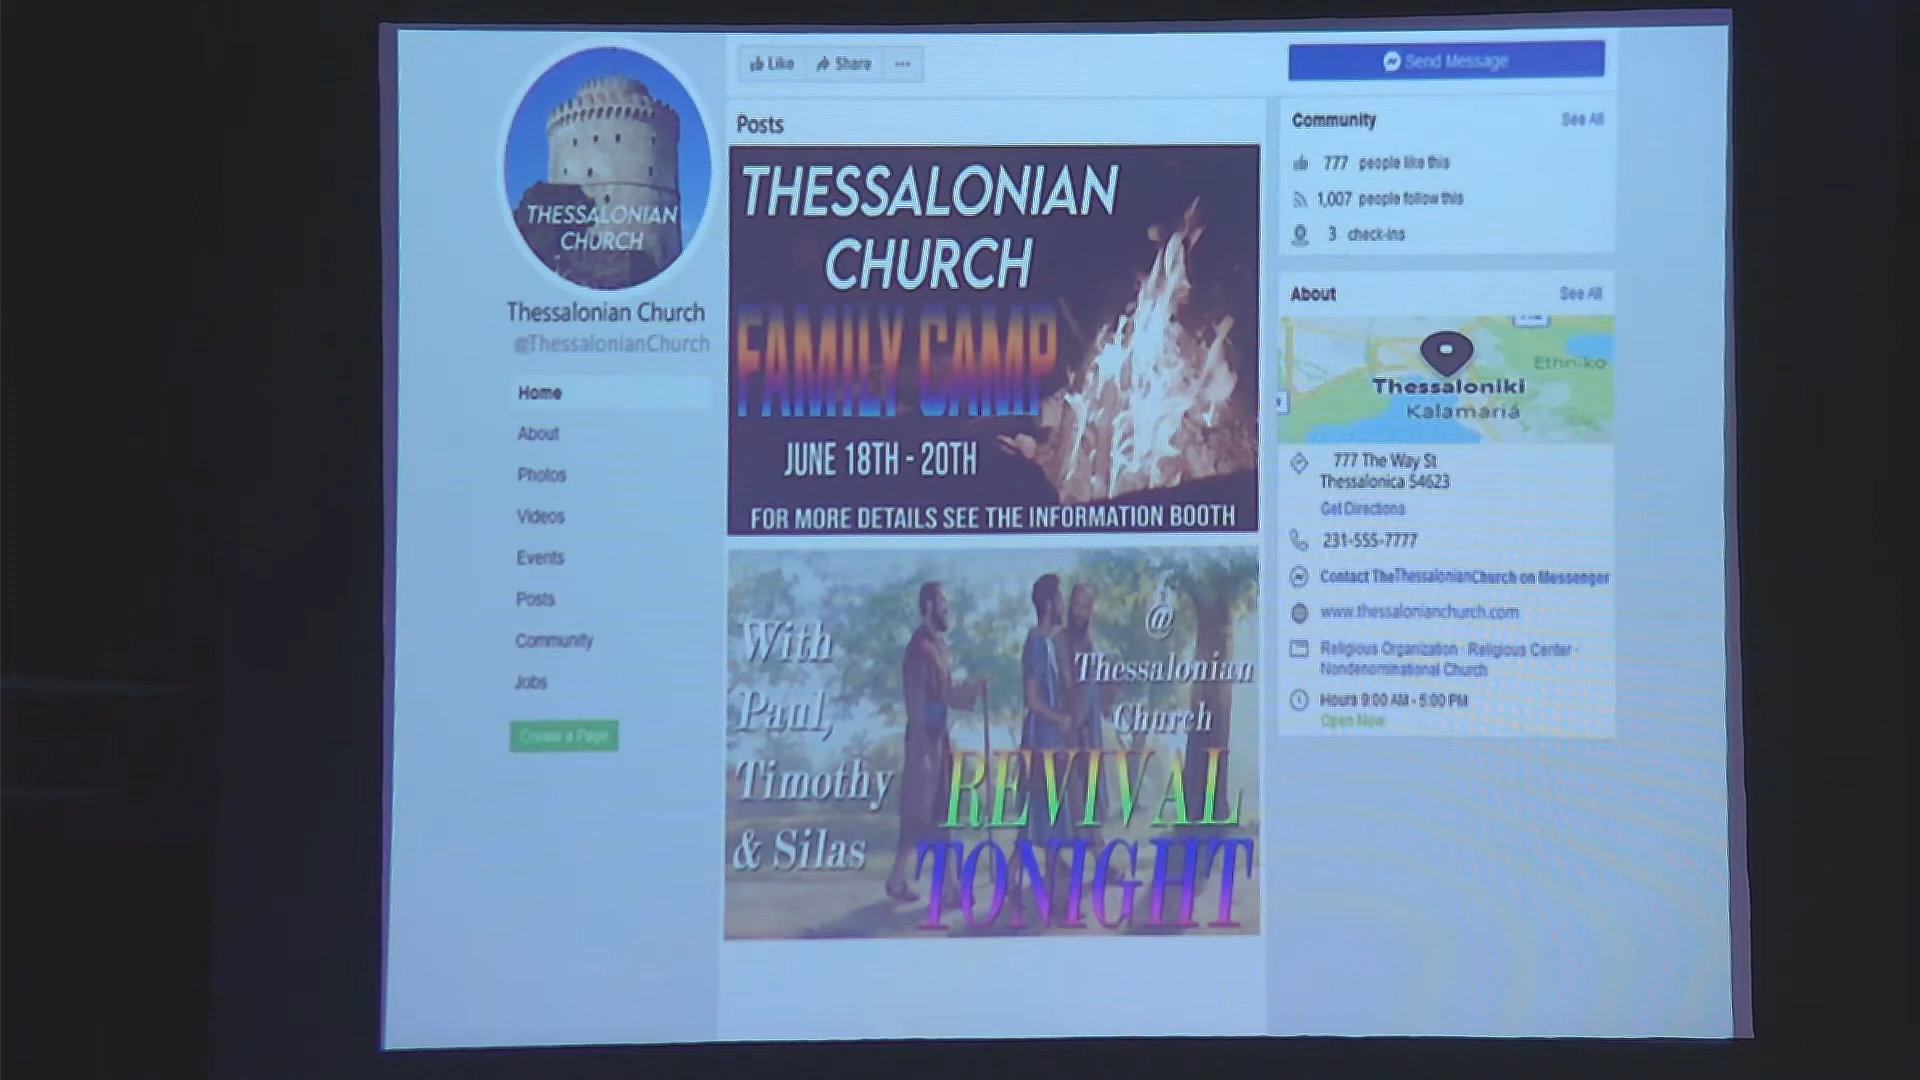 THESSALONIAN
CHURCH
Thessalonian Church
@ThessalonianChurch
Home
About
Photos
Videos
Events
Posts
Community
Jobs
Create a Page
Like
Share
...
Send Message
Posts
THESSALONIAN
CHURCH
FAMILY CAMP
JUNE 18TH - 20TH
FOR MORE DETAILS SEE THE INFORMATION BOOTH
With
Paul,
Timothy
& Silas
@
Thessalonian
Church
REVIVAL
TONIGHT
Community
See All
777 people like this
1,007 people follow this
3 check-ins
About
See All
Ethniko
Thessaloniki
Kalamariá
777 The Way St
Thessalonica 54623
Get Directions
231-555-7777
Contact TheThessalonianChurch on Messenger
www.thessalonianchurch.com
Religious Organization · Religious Center ·
Nondenominational Church
Hours 9:00 AM - 5:00 PM
Open Now